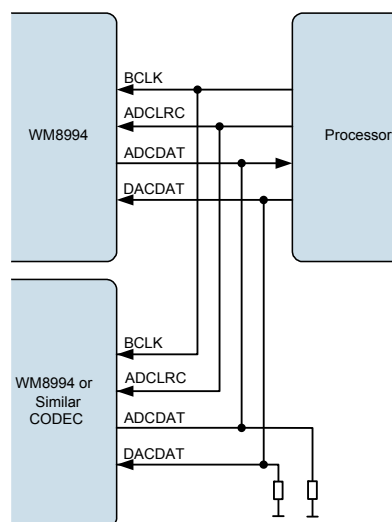 BCLK
ADCLRC
WM8994
Processor
ADCDAT
DACDAT
BCLK
ADCLRC
WM8994 or
Similar
CODEC
ADCDAT
DACDAT